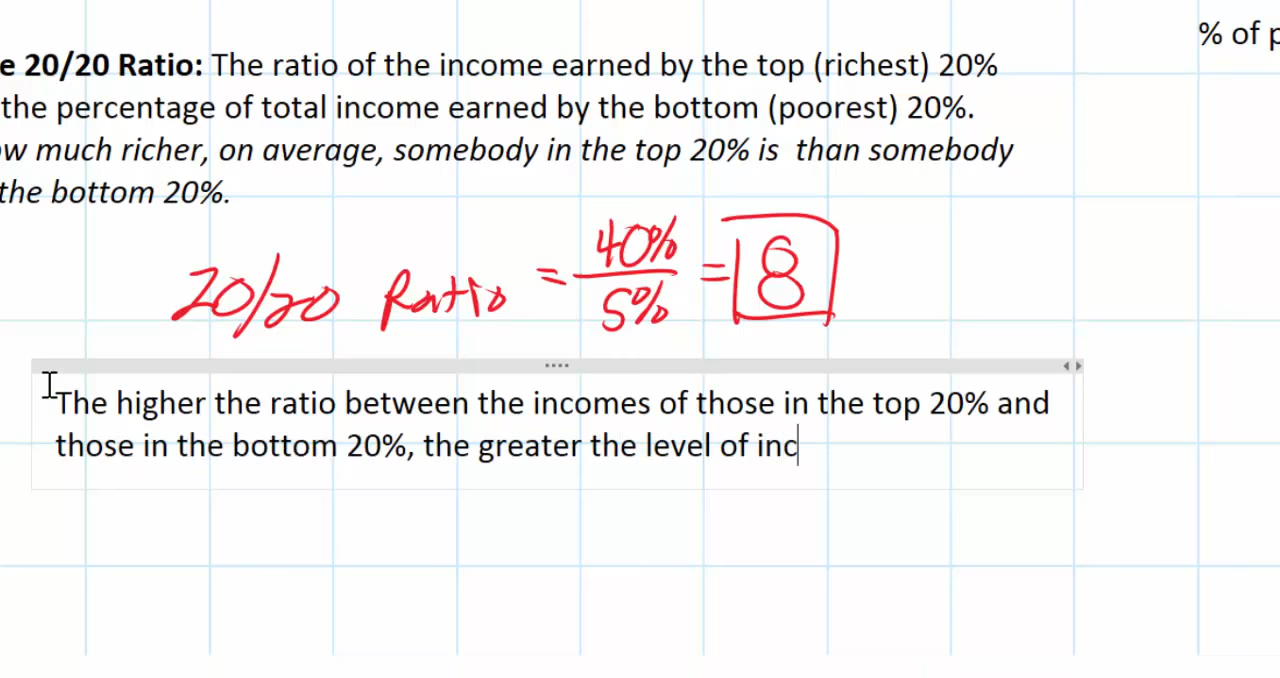 % of p
e 20/20 Ratio: The ratio of the income earned by the top (richest) 20%
the percentage of total income earned by the bottom (poorest) 20%.
ow much richer, on average, somebody in the top 20% is than somebody
the bottom 20%.
20/20 Ratio = 40% / 5% = 8
The higher the ratio between the incomes of those in the top 20% and
those in the bottom 20%, the greater the level of inc